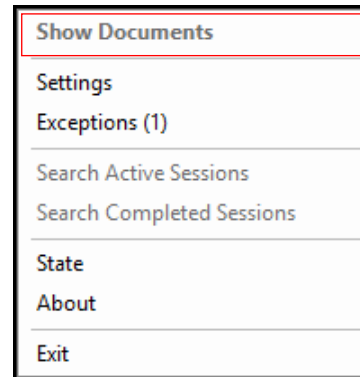 Show Documents
Settings
Exceptions (1)
Search Active Sessions
Search Completed Sessions
State
About
Exit